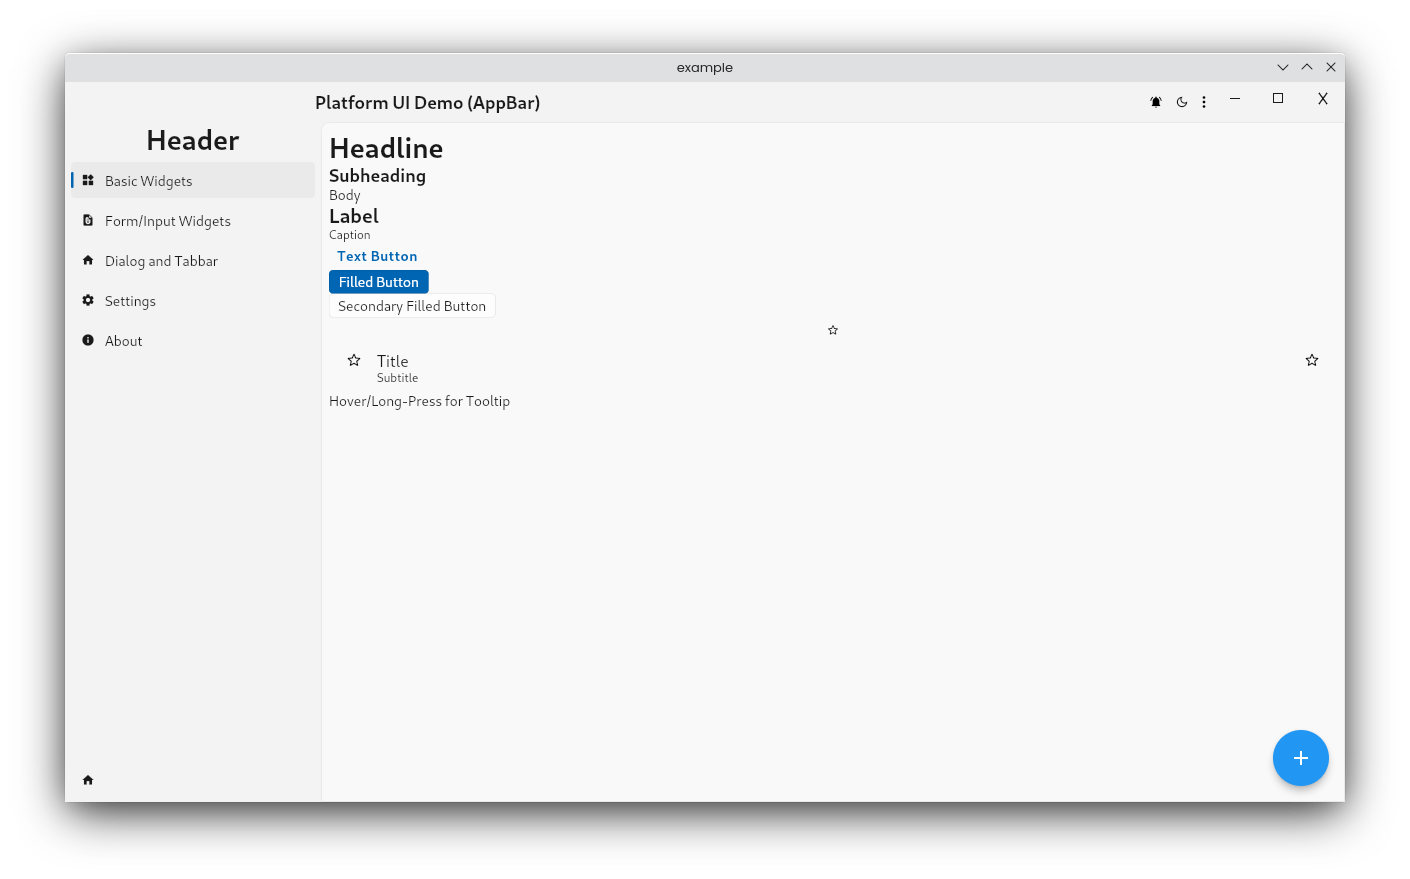 example
Platform UI Demo (AppBar)
Header
Basic Widgets
Form/Input Widgets
Dialog and Tabbar
Settings
About
Headline
Subheading
Body
Label
Caption
Text Button
Filled Button
Secondary Filled Button
Title
Subtitle
Hover/Long-Press for Tooltip